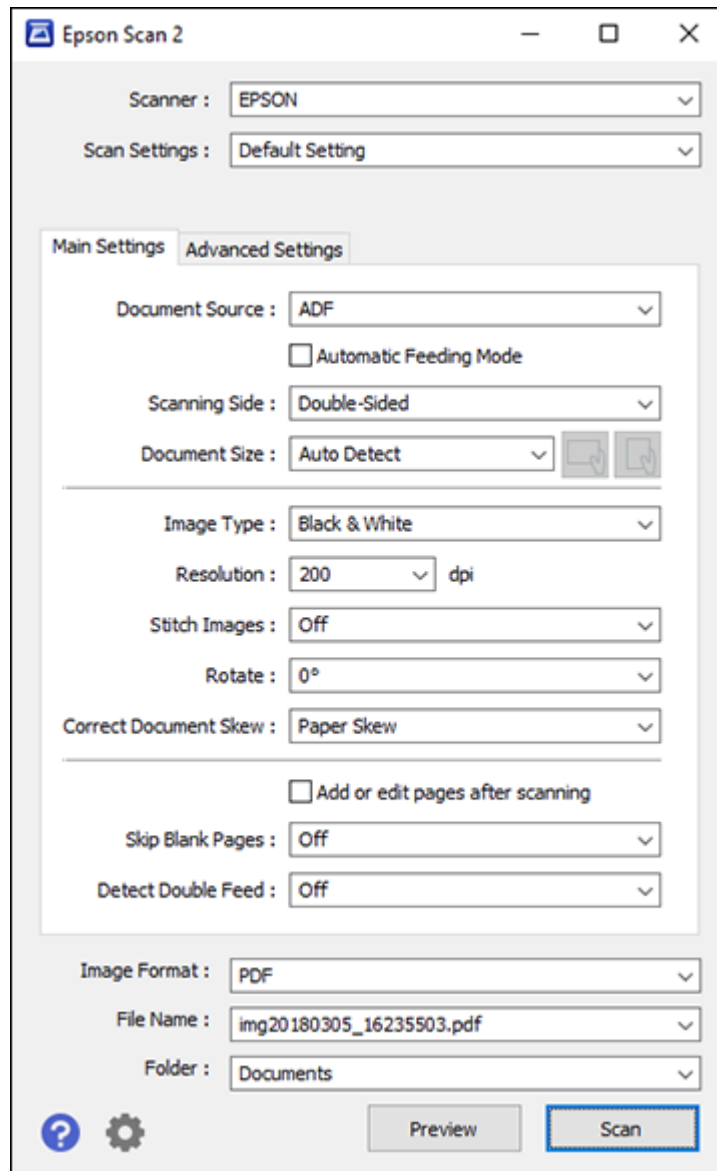 Epson Scan 2
Scanner : EPSON
Scan Settings : Default Setting
Main Settings Advanced Settings
Document Source : ADF
Automatic Feeding Mode
Scanning Side : Double-Sided
Document Size : Auto Detect
Image Type : Black & White
Resolution : 200 dpi
Stitch Images : Off
Rotate : 0°
Correct Document Skew : Paper Skew
Add or edit pages after scanning
Skip Blank Pages : Off
Detect Double Feed : Off
Image Format : PDF
File Name : img20180305_16235503.pdf
Folder : Documents
? Preview Scan